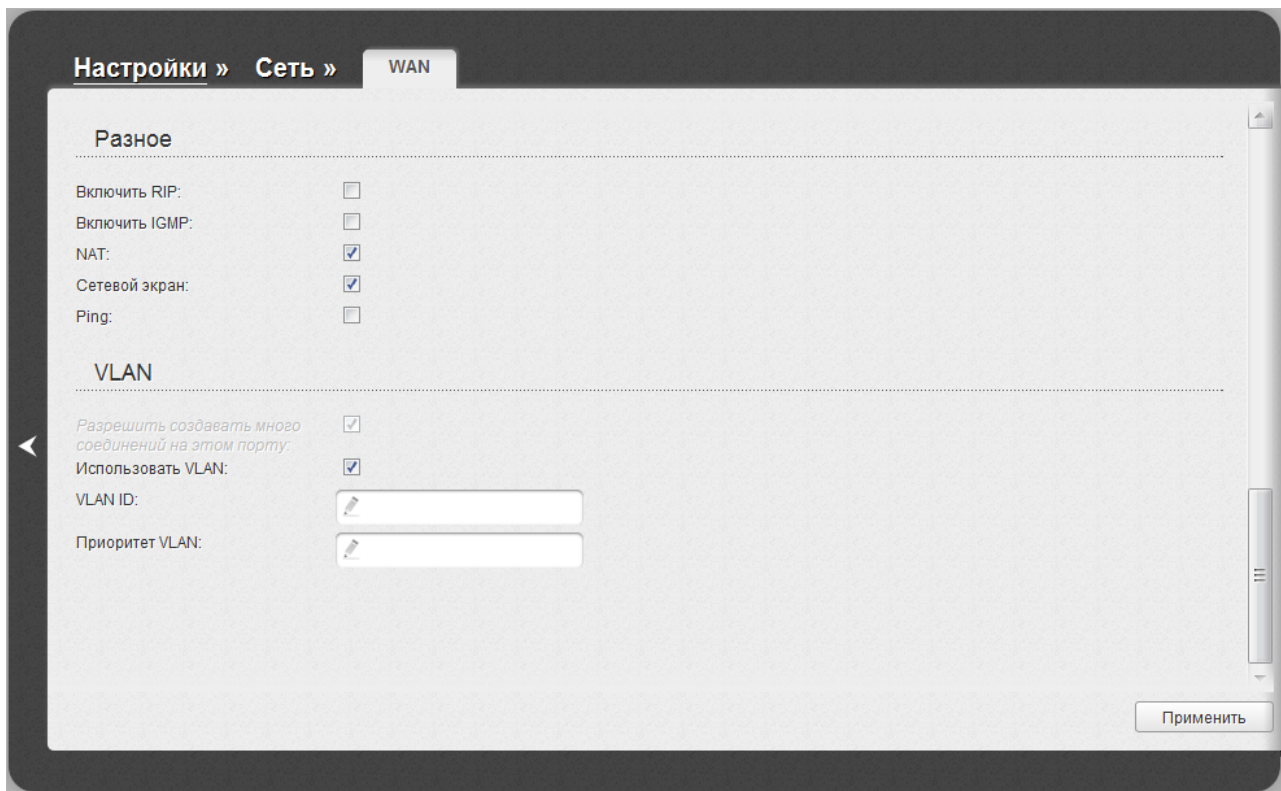 Настройки » Сеть » WAN
Разное
Включить RIP:
Включить IGMP:
NAT:
Сетевой экран:
Ping:
VLAN
Разрешить создавать много
соединений на этом порту:
Использовать VLAN:
VLAN ID:
Приоритет VLAN:
Применить